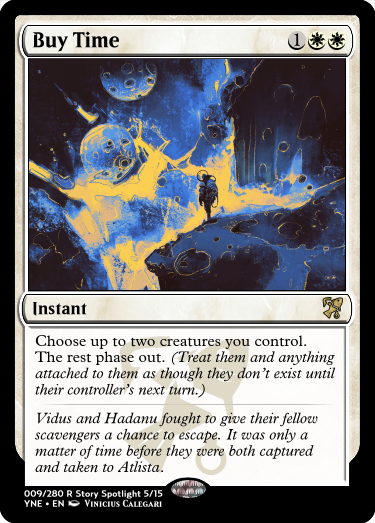 Buy Time
1
Instant
Choose up to two creatures you control.
The rest phase out. (Treat them and anything
attached to them as though they don't exist until
their controller's next turn.)
Vidus and Hadanu fought to give their fellow
scavengers a chance to escape. It was only a
matter of time before they were both captured
and taken to Atlista.
009/280 R Story Spotlight 5/15
YNE • EN Vinicius Calegari